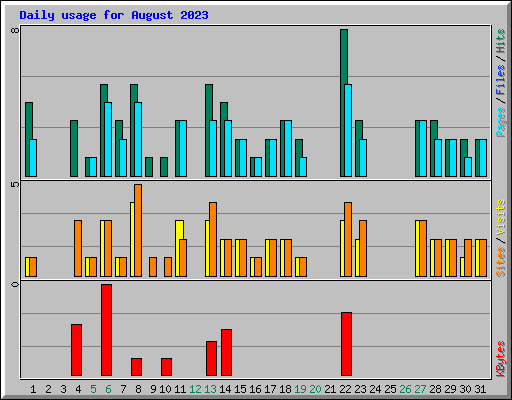 Daily usage for August 2023
8
5
0
Pages / Files / Hits
Sites / Visits
KBytes
1 2 3 4 5 6 7 8 9 10 11 12 13 14 15 16 17 18 19 20 21 22 23 24 25 26 27 28 29 30 31